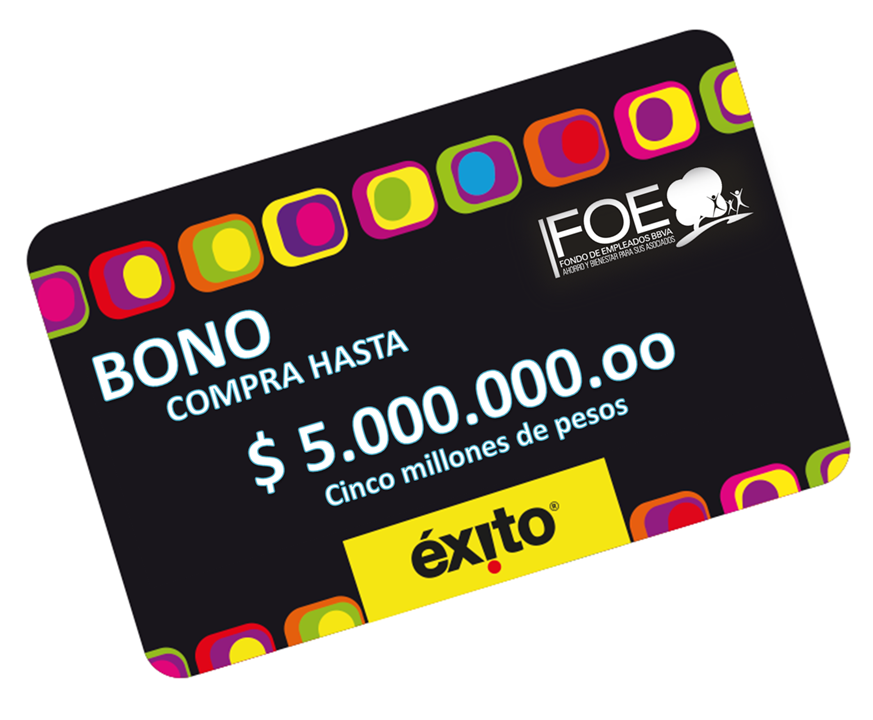 FOE
FONDO DE EMPLEADOS BBVA
AHORRO Y BIENESTAR PARA SUS ASOCIADOS
BONO
COMPRA HASTA
$ 5.000.000.oo
Cinco millones de pesos
éxito®